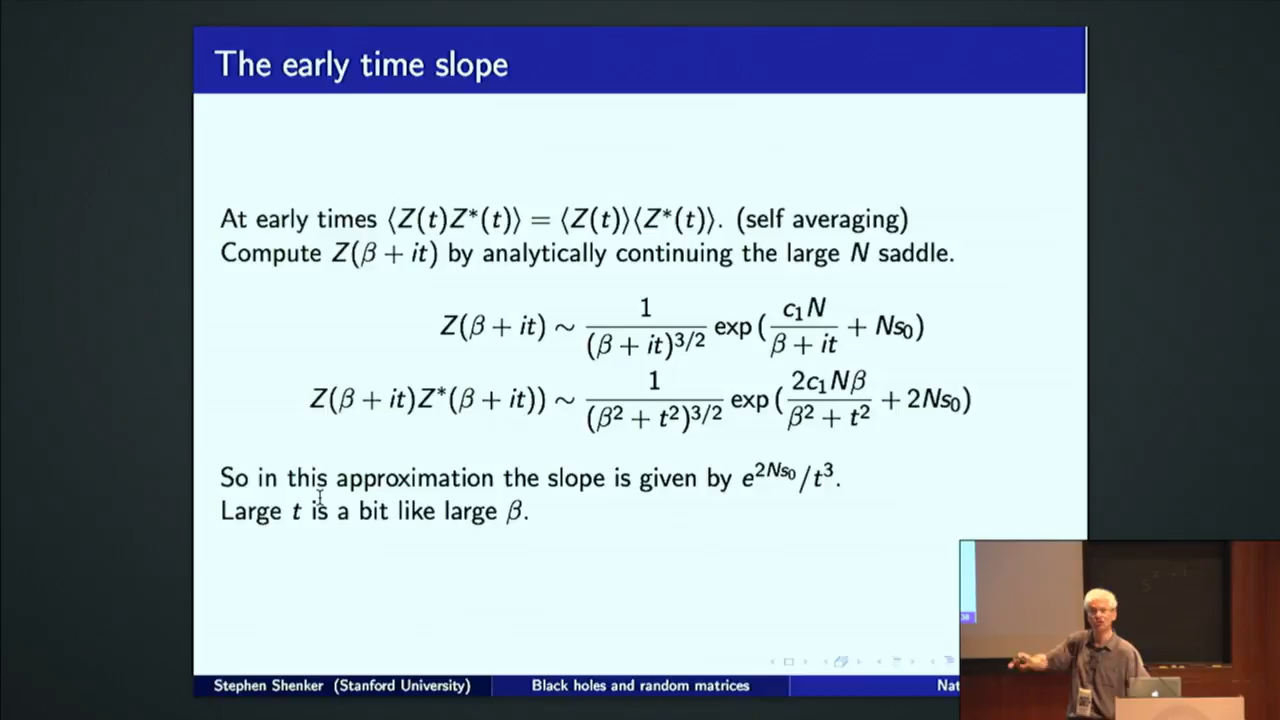 The early time slope
At early times ⟨Z(t)Z*(t)⟩ = ⟨Z(t)⟩⟨Z*(t)⟩. (self averaging)
Compute Z(β + it) by analytically continuing the large N saddle.
Z(β + it) ∼ 1/(β + it)^{3/2} exp( c₁N/(β + it) + Ns₀)
Z(β + it)Z*(β + it)) ∼ 1/(β² + t²)^{3/2} exp( 2c₁Nβ/(β² + t²) + 2Ns₀)
So in this approximation the slope is given by e^{2Ns₀}/t³.
Large t is a bit like large β.
Stephen Shenker (Stanford University)
Black holes and random matrices
Nat